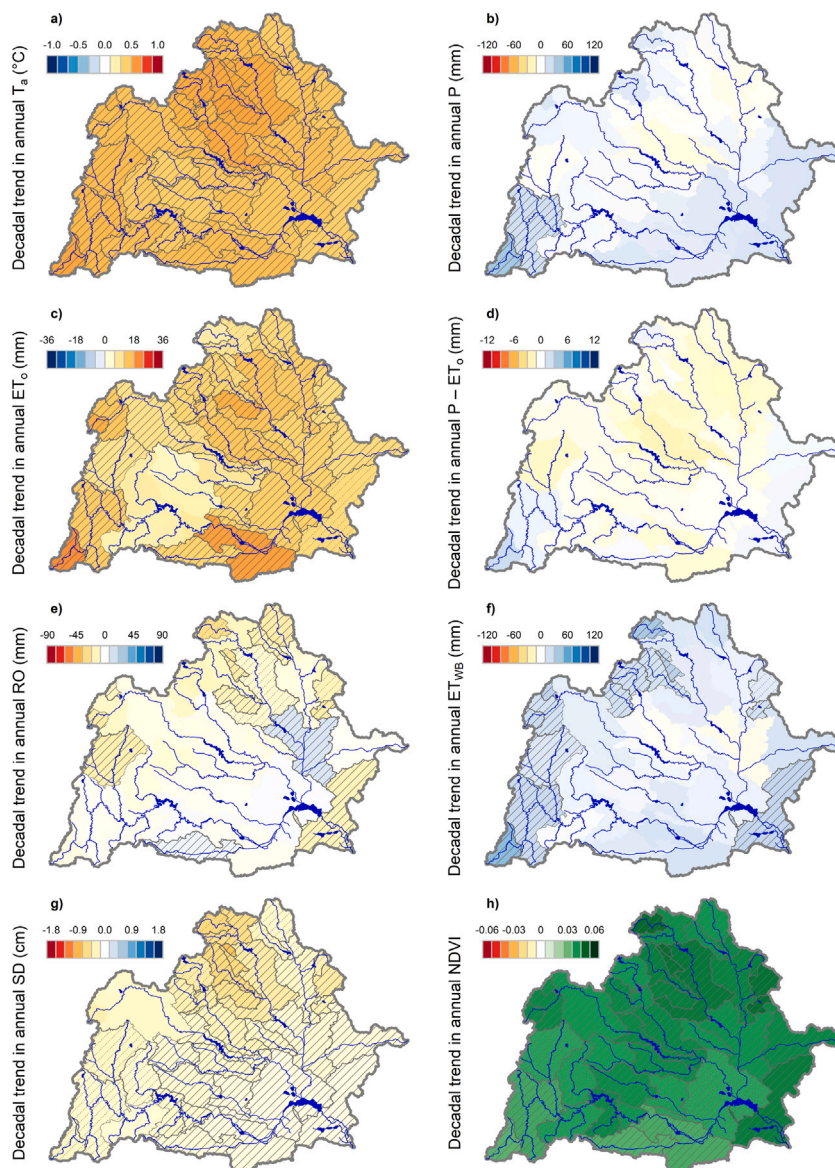 a)
-1.0 -0.5 0.0 0.5 1.0
Decadal trend in annual Ta (°C)
b)
-120 -60 0 60 120
Decadal trend in annual P (mm)
c)
-36 -18 0 18 36
Decadal trend in annual ETo (mm)
d)
-12 -6 0 6 12
Decadal trend in annual P – ETo (mm)
e)
-90 -45 0 45 90
Decadal trend in annual RO (mm)
f)
-120 -60 0 60 120
Decadal trend in annual ETWB (mm)
g)
-1.8 -0.9 0.0 0.9 1.8
Decadal trend in annual SD (cm)
h)
-0.06 -0.03 0 0.03 0.06
Decadal trend in annual NDVI